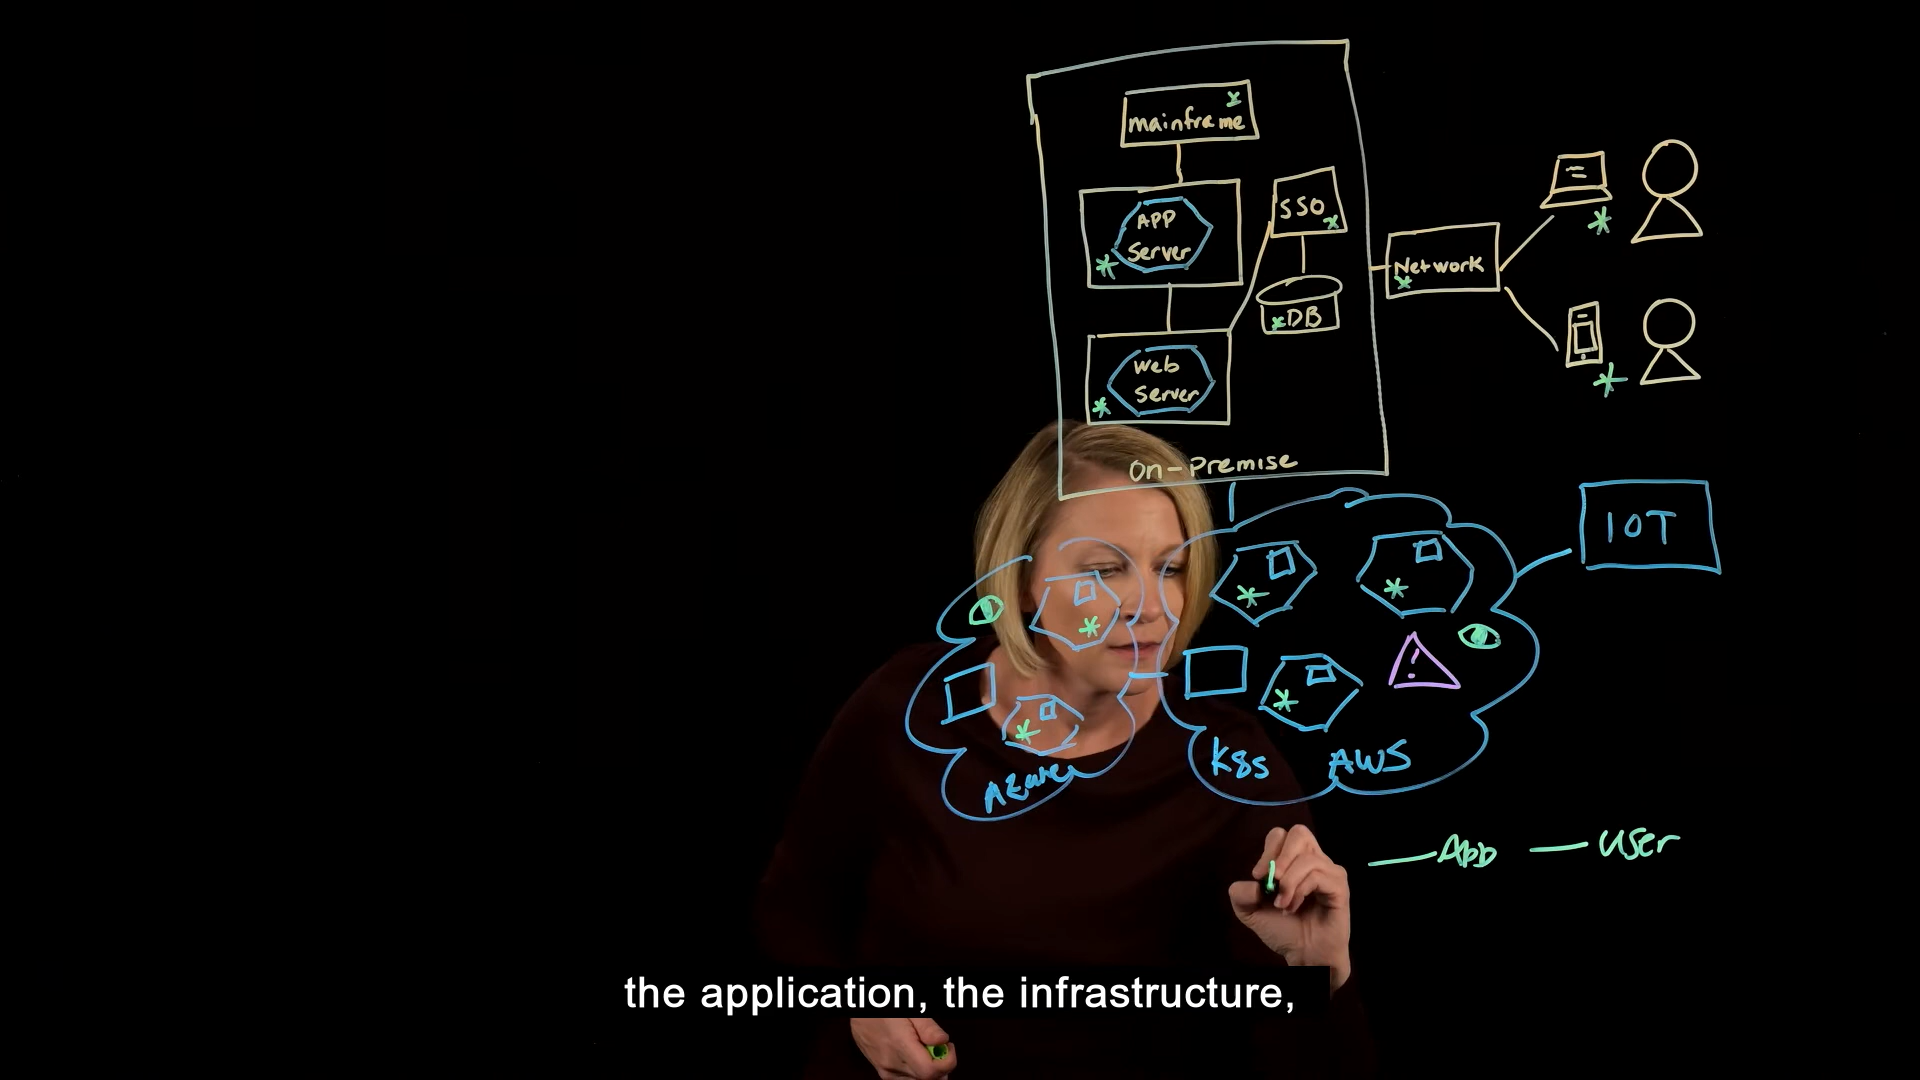 mainframe
APP
Server
SSO
Network
DB
Web
Server
On-Premise
IOT
!
Azure
K8s
AWS
App
User
the application, the infrastructure,